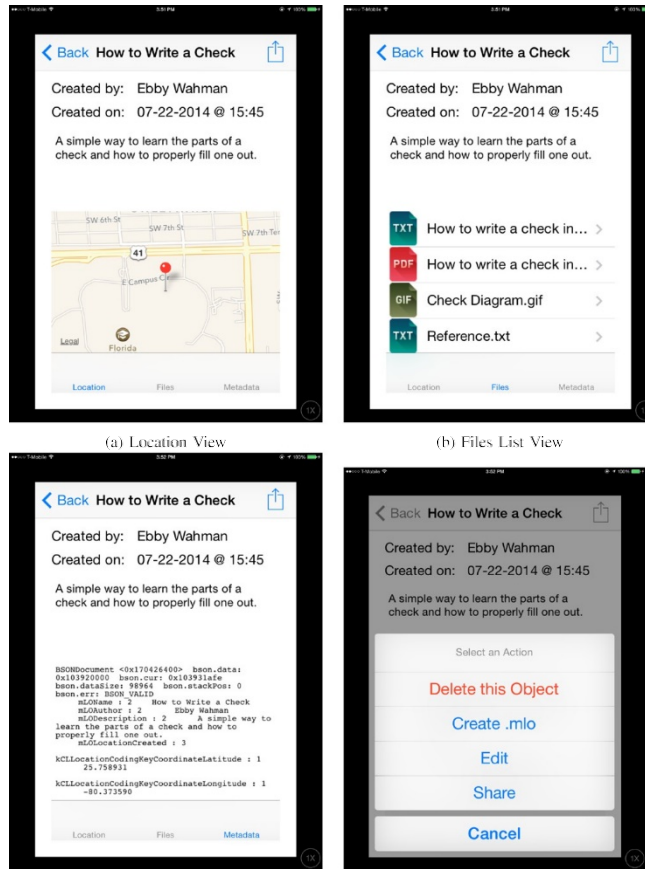 T-Mobile 3:51 PM 100%
Back How to Write a Check
Created by: Ebby Wahman
Created on: 07-22-2014 @ 15:45
A simple way to learn the parts of a
check and how to properly fill one out.
SW 6th St
SW 7th St
SW 7th Ter
41
E Campus Cir
Legal
Florida
Location Files Metadata
1X
(a) Location View
T-Mobile 3:51 PM 100%
Back How to Write a Check
Created by: Ebby Wahman
Created on: 07-22-2014 @ 15:45
A simple way to learn the parts of a
check and how to properly fill one out.
TXT How to write a check in...
PDF How to write a check in...
GIF Check Diagram.gif
TXT Reference.txt
Location Files Metadata
1X
(b) Files List View
T-Mobile 3:52 PM 100%
Back How to Write a Check
Created by: Ebby Wahman
Created on: 07-22-2014 @ 15:45
A simple way to learn the parts of a
check and how to properly fill one out.
BSONDocument <0x170426400> bson.data:
0x103920000 bson.cur: 0x103931afe
bson.dataSize: 98964 bson.stackPos: 0
bson.err: BSON_VALID
mLOName : 2 How to Write a Check
mLOAuthor : 2 Ebby Wahman
mLODescription : 2 A simple way to
learn the parts of a check and how to
properly fill one out.
mLOLocationCreated : 3
kCLLocationCodingKeyCoordinateLatitude : 1
25.758931
kCLLocationCodingKeyCoordinateLongitude : 1
-80.373590
Location Files Metadata
1X
T-Mobile 3:52 PM 100%
Back How to Write a Check
Created by: Ebby Wahman
Created on: 07-22-2014 @ 15:45
A simple way to learn the parts of a
check and how to properly fill one out.
Select an Action
Delete this Object
Create .mlo
Edit
Share
Cancel
1X